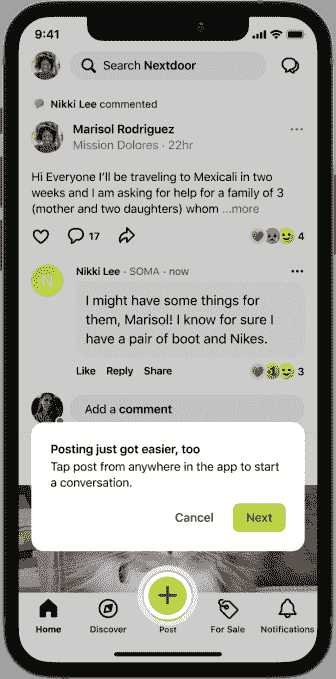 9:41
Search Nextdoor
Nikki Lee commented
Marisol Rodriguez
Mission Dolores · 22hr
Hi Everyone I'll be traveling to Mexicali in two
weeks and I am asking for help for a family of 3
(mother and two daughters) whom ...more
17
4
N
Nikki Lee · SOMA · now
I might have some things for
them, Marisol! I know for sure I
have a pair of boot and Nikes.
Like Reply Share
3
Add a comment
Posting just got easier, too
Tap post from anywhere in the app to start
a conversation.
Cancel Next
Home Discover Post For Sale Notifications